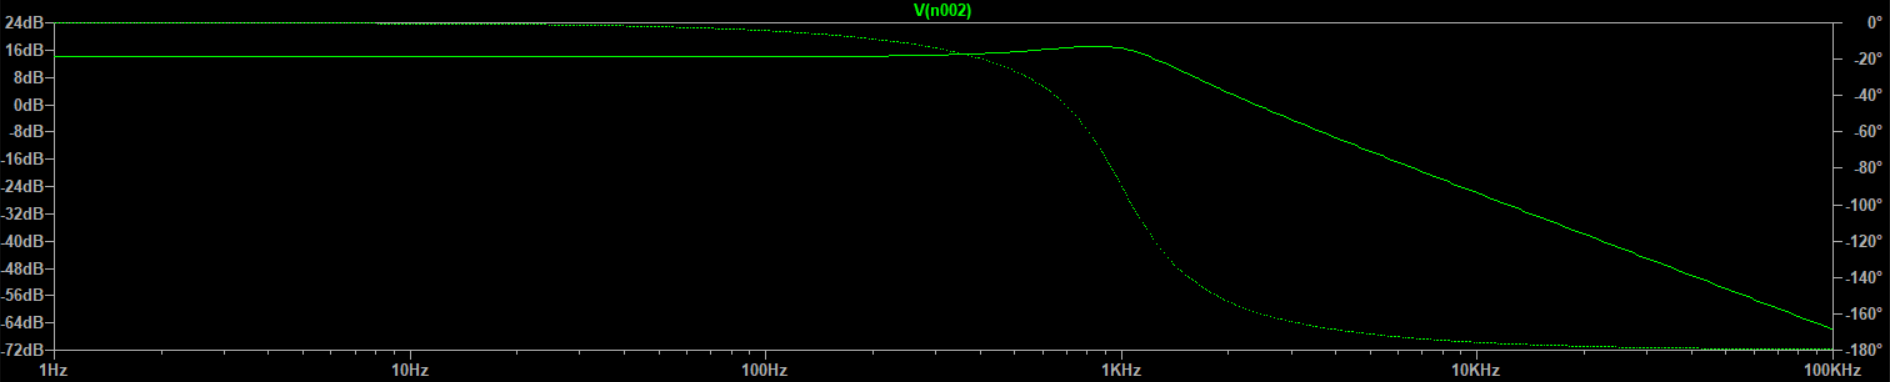 V(n002)
24dB
16dB
8dB
0dB
-8dB
-16dB
-24dB
-32dB
-40dB
-48dB
-56dB
-64dB
-72dB
0°
-20°
-40°
-60°
-80°
-100°
-120°
-140°
-160°
-180°
1Hz 10Hz 100Hz 1KHz 10KHz 100KHz